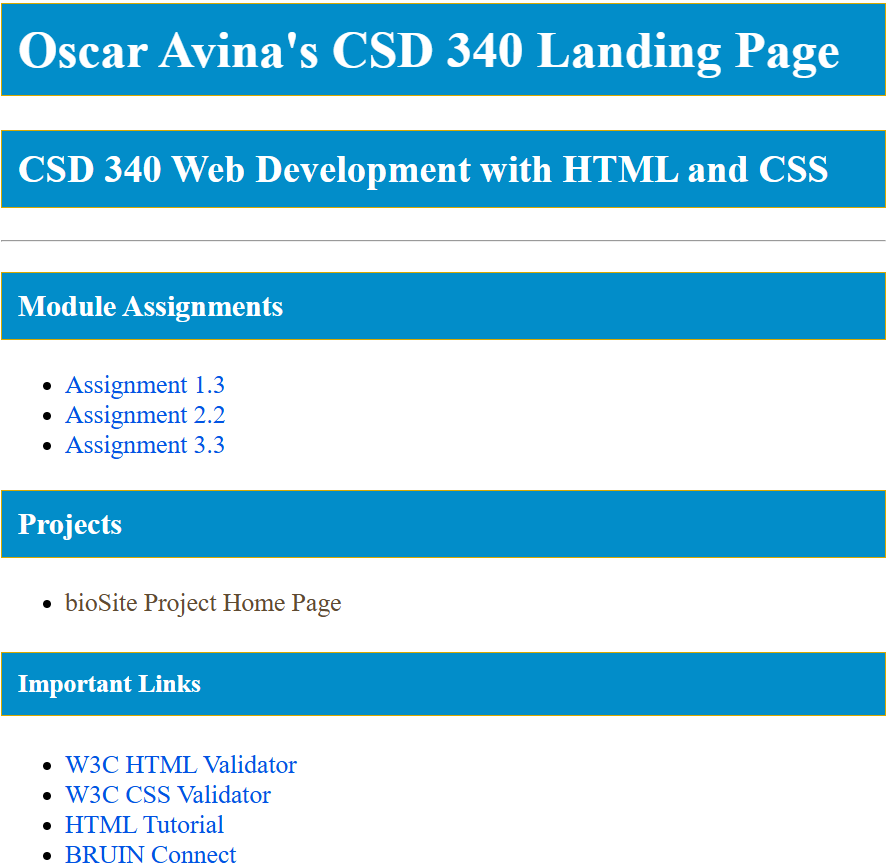 Oscar Avina's CSD 340 Landing Page
CSD 340 Web Development with HTML and CSS
Module Assignments
Assignment 1.3
Assignment 2.2
Assignment 3.3
Projects
bioSite Project Home Page
Important Links
W3C HTML Validator
W3C CSS Validator
HTML Tutorial
BRUIN Connect